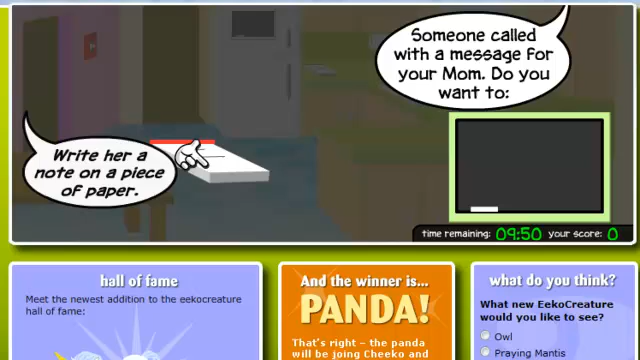 Someone called
with a message for
your Mom. Do you
want to:
Write her a
note on a piece
of paper.
time remaining: 09:50 your score: 0
hall of fame
Meet the newest addition to the eekocreature
hall of fame:
And the winner is...
PANDA!
That's right – the panda
will be joing Cheeko and
what do you think?
What new EekoCreature
would you like to see?
Owl
Praying Mantis